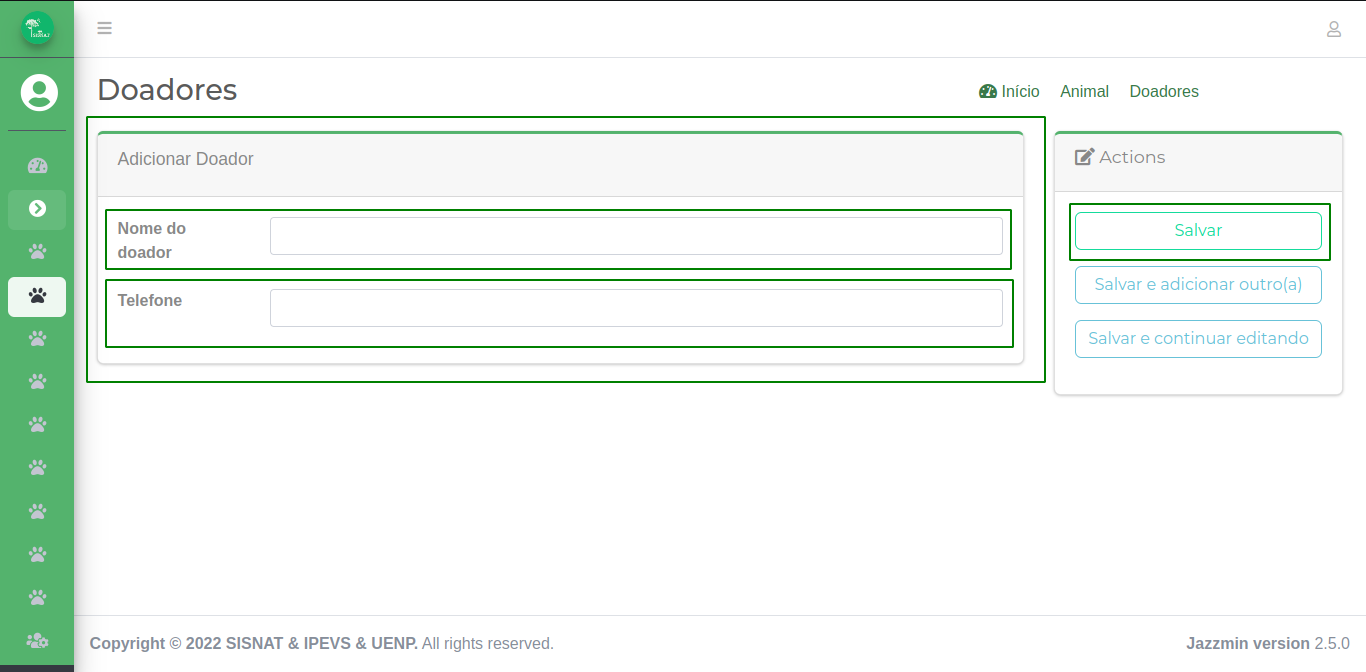 SISNAT
Doadores
Início Animal Doadores
Adicionar Doador
Nome do
doador
Telefone
Actions
Salvar
Salvar e adicionar outro(a)
Salvar e continuar editando
Copyright © 2022 SISNAT & IPEVS & UENP. All rights reserved.
Jazzmin version 2.5.0